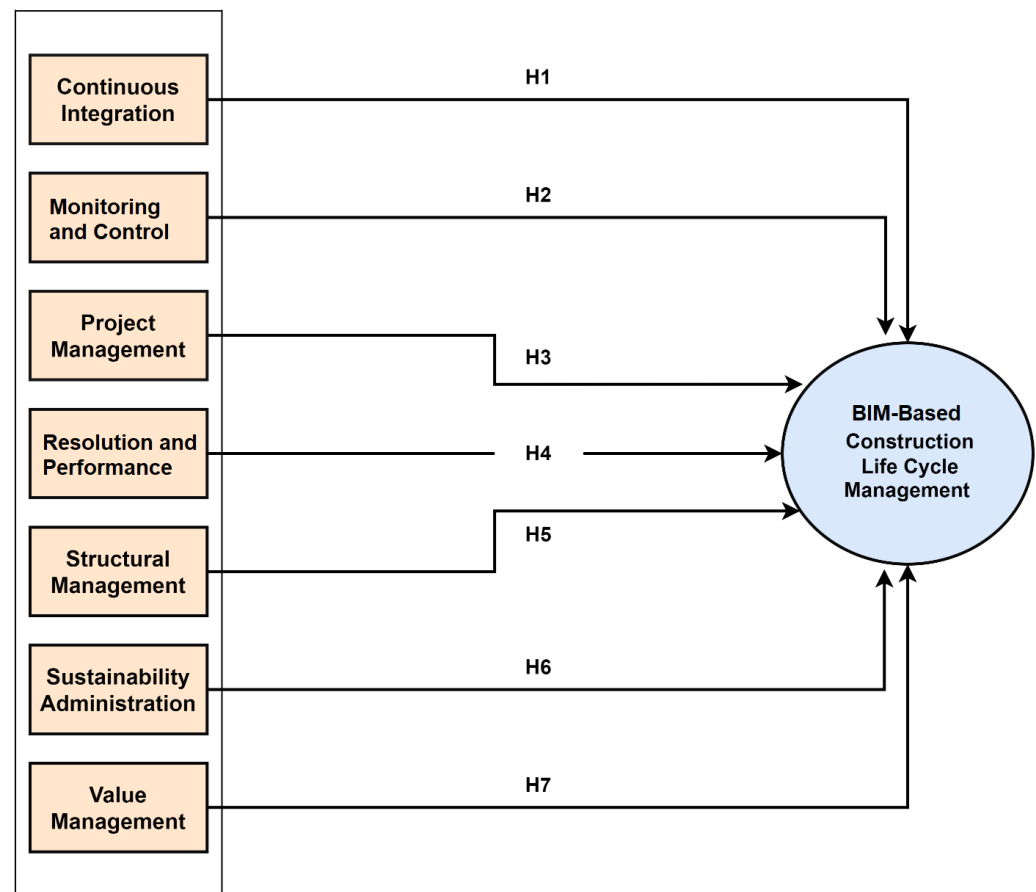 Continuous
Integration
H1
Monitoring
and Control
H2
Project
Management
H3
Resolution and
Performance
H4
Structural
Management
H5
Sustainability
Administration
H6
Value
Management
H7
BIM-Based
Construction
Life Cycle
Management